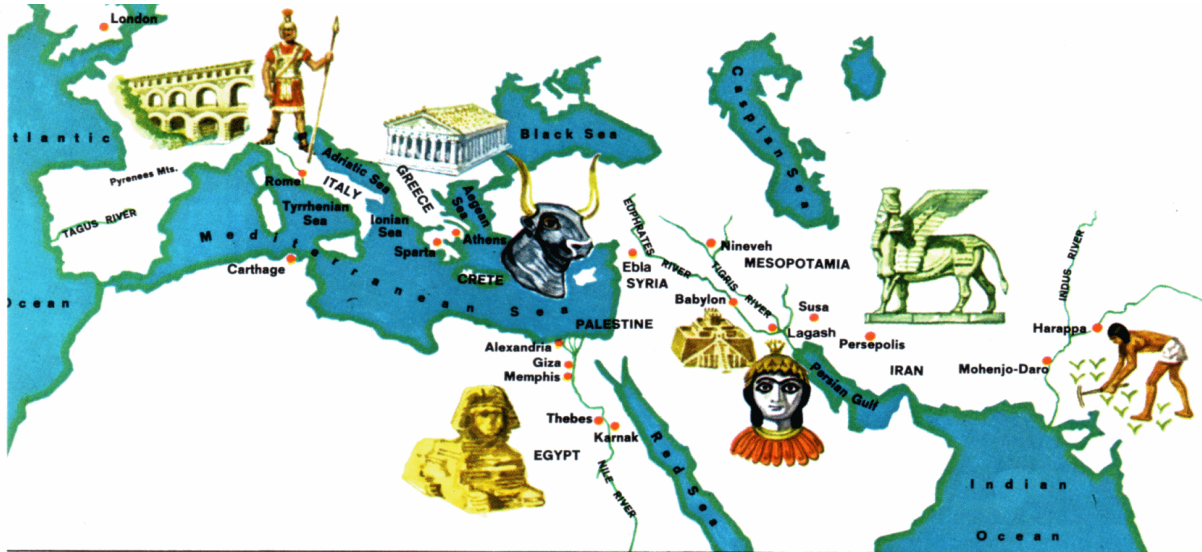 London
tlantic
Ocean
Pyrenees Mts.
TAGUS RIVER
Rome
ITALY
Adriatic Sea
Tyrrhenian
Sea
Ionian
Sea
GREECE
Aegean
Sea
Athens
Sparta
CRETE
Carthage
Mediterranean Sea
Black Sea
Caspian Sea
EUPHRATES RIVER
TIGRIS RIVER
Nineveh
MESOPOTAMIA
Ebla
SYRIA
Babylon
Susa
Lagash
Persepolis
IRAN
Persian Gulf
INDUS RIVER
Harappa
Mohenjo-Daro
PALESTINE
Alexandria
Giza
Memphis
Thebes
Karnak
EGYPT
NILE RIVER
Red Sea
Indian
Ocean